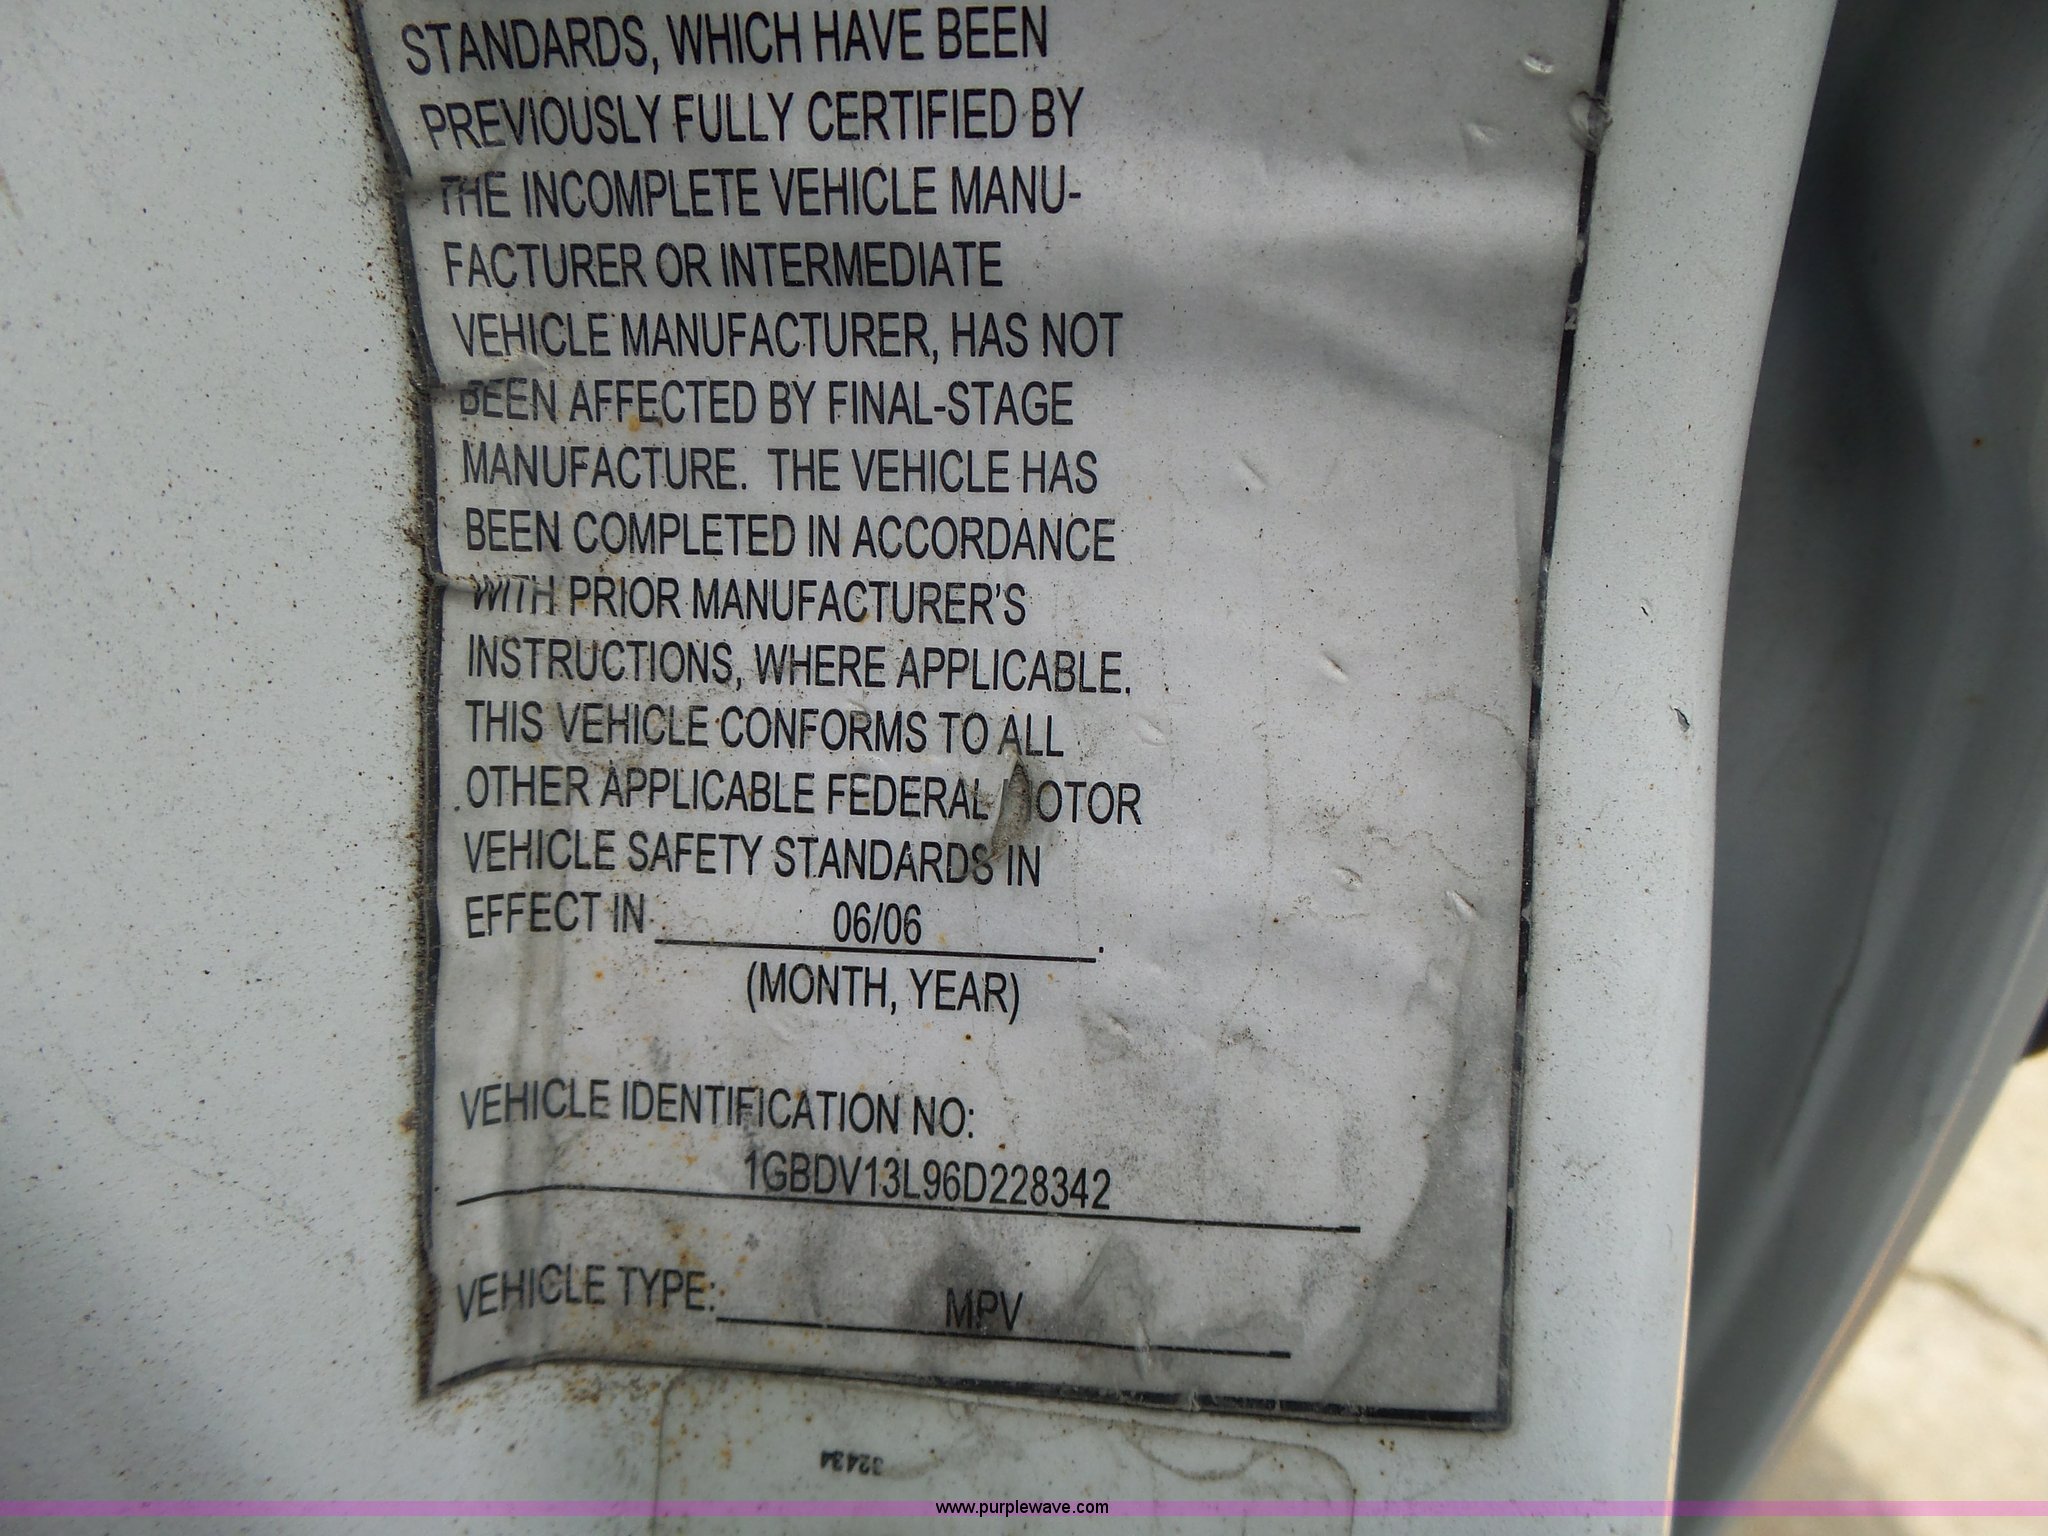 STANDARDS, WHICH HAVE BEEN
PREVIOUSLY FULLY CERTIFIED BY
THE INCOMPLETE VEHICLE MANU-
FACTURER OR INTERMEDIATE
VEHICLE MANUFACTURER, HAS NOT
BEEN AFFECTED BY FINAL-STAGE
MANUFACTURE. THE VEHICLE HAS
BEEN COMPLETED IN ACCORDANCE
WITH PRIOR MANUFACTURER'S
INSTRUCTIONS, WHERE APPLICABLE.
THIS VEHICLE CONFORMS TO ALL
OTHER APPLICABLE FEDERAL MOTOR
VEHICLE SAFETY STANDARDS IN
EFFECT IN 06/06.
(MONTH, YEAR)
VEHICLE IDENTIFICATION NO:
1GBDV13L96D228342
VEHICLE TYPE: MPV
32434
www.purplewave.com